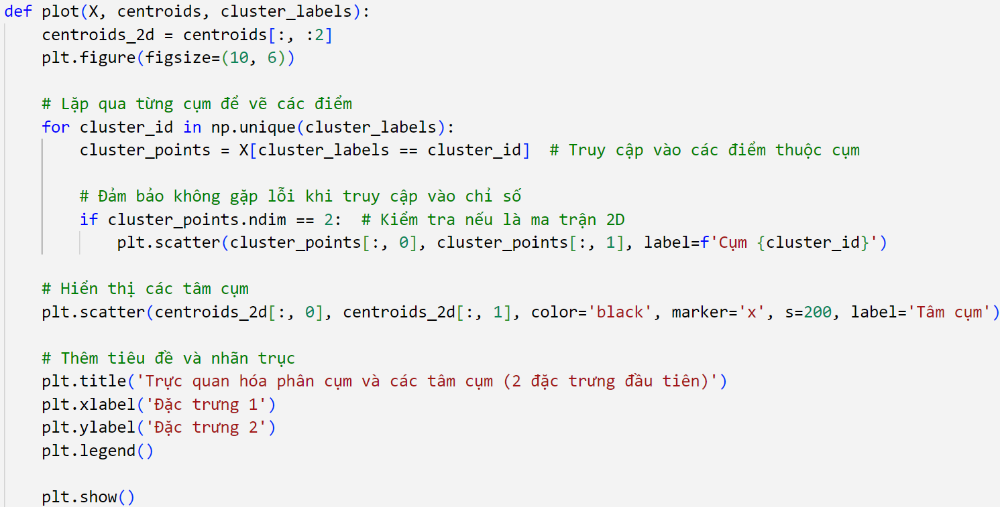 def plot(X, centroids, cluster_labels):
    centroids_2d = centroids[:, :2]
    plt.figure(figsize=(10, 6))

    # Lặp qua từng cụm để vẽ các điểm
    for cluster_id in np.unique(cluster_labels):
        cluster_points = X[cluster_labels == cluster_id]  # Truy cập vào các điểm thuộc cụm

        # Đảm bảo không gặp lỗi khi truy cập vào chỉ số
        if cluster_points.ndim == 2:  # Kiểm tra nếu là ma trận 2D
            plt.scatter(cluster_points[:, 0], cluster_points[:, 1], label=f'Cụm {cluster_id}')

    # Hiển thị các tâm cụm
    plt.scatter(centroids_2d[:, 0], centroids_2d[:, 1], color='black', marker='x', s=200, label='Tâm cụm')

    # Thêm tiêu đề và nhãn trục
    plt.title('Trực quan hóa phân cụm và các tâm cụm (2 đặc trưng đầu tiên)')
    plt.xlabel('Đặc trưng 1')
    plt.ylabel('Đặc trưng 2')
    plt.legend()

    plt.show()